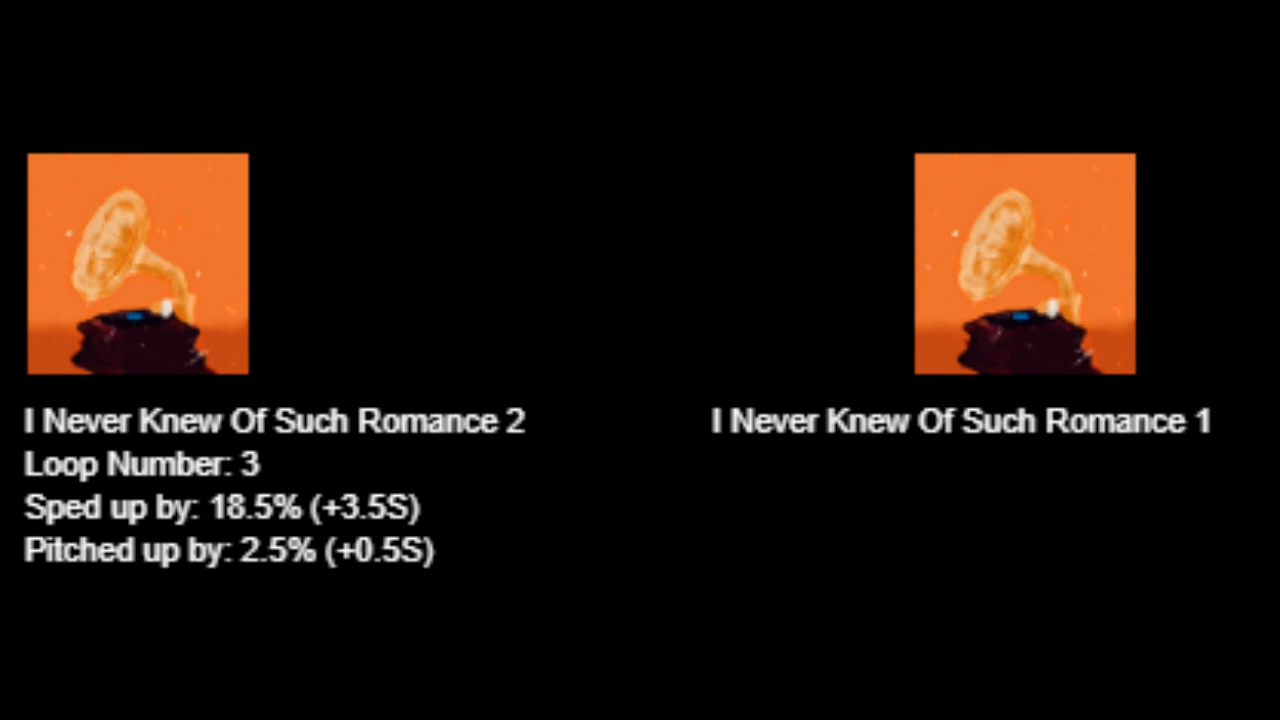 I Never Knew Of Such Romance 2
Loop Number: 3
Sped up by: 18.5% (+3.5S)
Pitched up by: 2.5% (+0.5S)
I Never Knew Of Such Romance 1